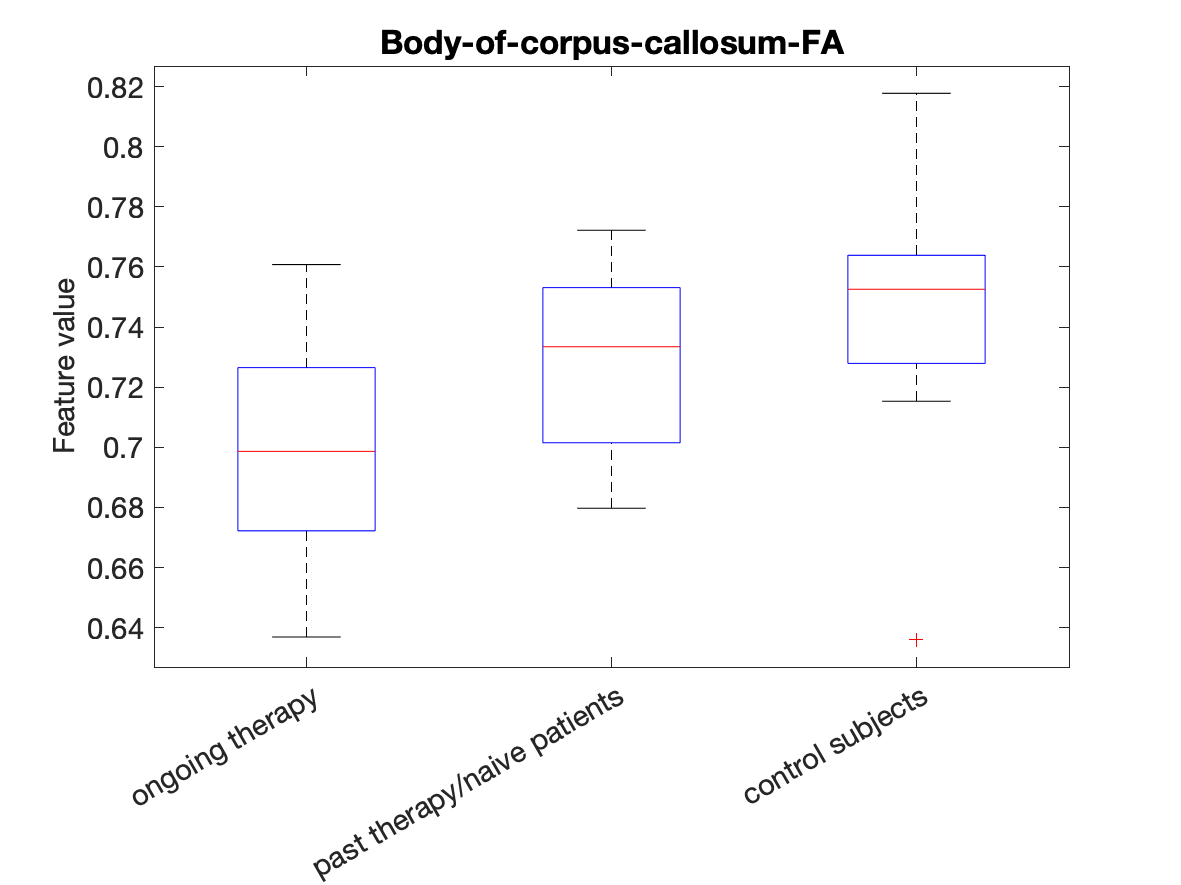 Body-of-corpus-callosum-FA
0.82
0.8
0.78
0.76
0.74
0.72
0.7
0.68
0.66
0.64
Feature value
ongoing therapy
past therapy/naive patients
control subjects